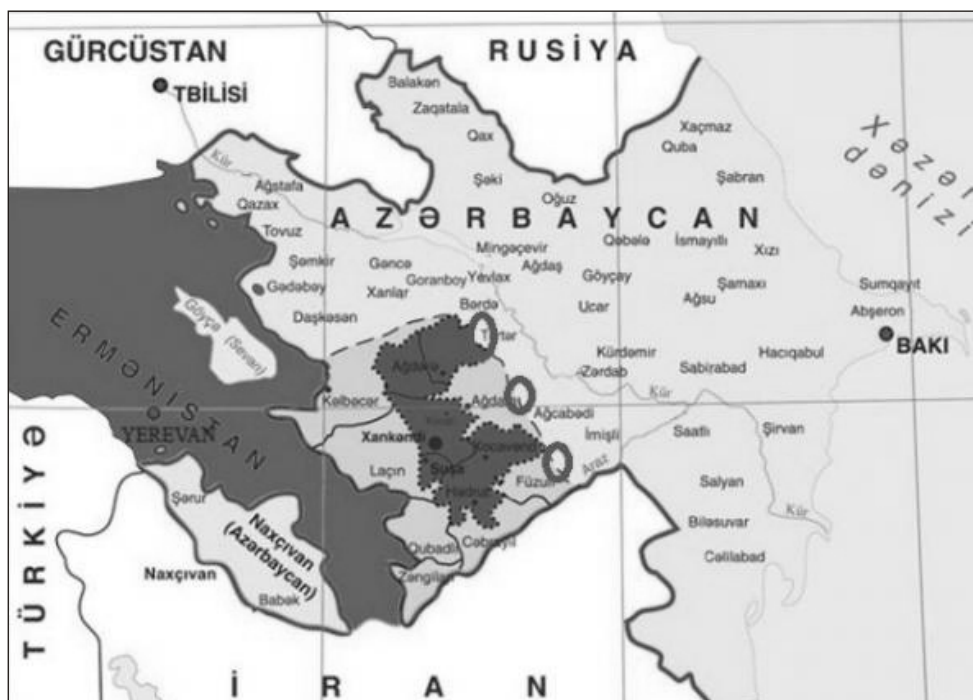 GÜRCÜSTAN
RUSİYA
TBİLİSİ
Balakən
Zaqatala
Qax
Xaçmaz
Quba
Xəzər
dənizi
Kür
Şəki
Şabran
Ağstafa
Oğuz
Qazax
AZƏRBAYCAN
Tovuz
Mingəçevir
Qəbələ
İsmayıllı
Xızı
Şəmkir
Gəncə
Ağdaş
Goranboy
Yevlax
Göyçay
Gədəbəy
Xanlar
Şamaxı
Sumqayıt
Ağsu
Bərdə
Ucar
Abşeron
Daşkəsən
Göyçə (Sevan)
Tərtər
BAKI
Kürdəmir
Hacıqabul
ERMƏNİSTAN
Ağdərə
Zərdab
Sabirabad
Kür
Kəlbəcər
Ağdam
Ağcabədi
YEREVAN
Xankəndi
Xocavənd
İmişli
Saatlı
Şirvan
TÜRKİYƏ
Laçın
Şuşa
Füzuli
Araz
Salyan
Şərur
Hadrut
Kür
Biləsuvar
Naxçıvan
(Azərbaycan)
Qubadlı
Cəbrayıl
Cəlilabad
Naxçıvan
Zəngilan
Babək
İRAN